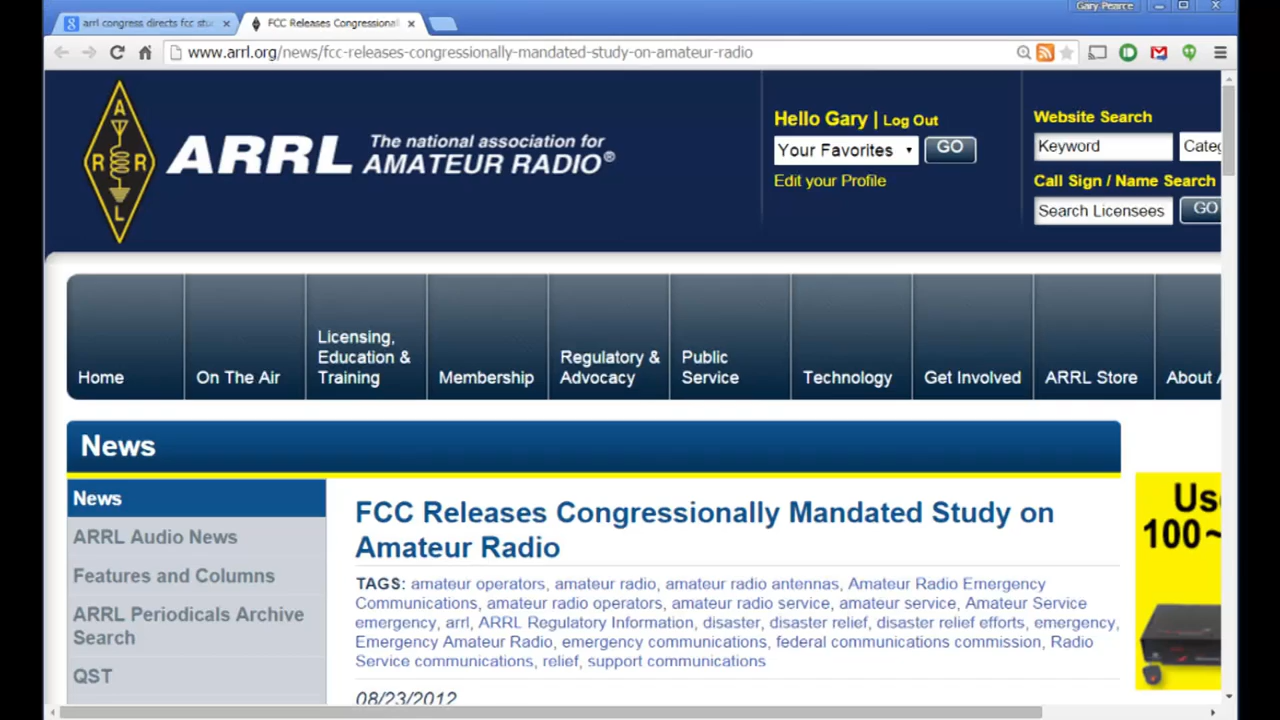 Gary Pearce
arrl congress directs fcc stu
FCC Releases Congressional
www.arrl.org/news/fcc-releases-congressionally-mandated-study-on-amateur-radio
A
R R
L
ARRL The national association for
AMATEUR RADIO®
Hello Gary | Log Out
Your Favorites GO
Edit your Profile
Website Search
Keyword Categ
Call Sign / Name Search
Search Licensees GO
Home
On The Air
Licensing,
Education &
Training
Membership
Regulatory &
Advocacy
Public
Service
Technology
Get Involved
ARRL Store
About A
News
News
ARRL Audio News
Features and Columns
ARRL Periodicals Archive
Search
QST
FCC Releases Congressionally Mandated Study on
Amateur Radio
TAGS: amateur operators, amateur radio, amateur radio antennas, Amateur Radio Emergency
Communications, amateur radio operators, amateur radio service, amateur service, Amateur Service
emergency, arrl, ARRL Regulatory Information, disaster, disaster relief, disaster relief efforts, emergency,
Emergency Amateur Radio, emergency communications, federal communications commission, Radio
Service communications, relief, support communications
08/23/2012
Use
100~